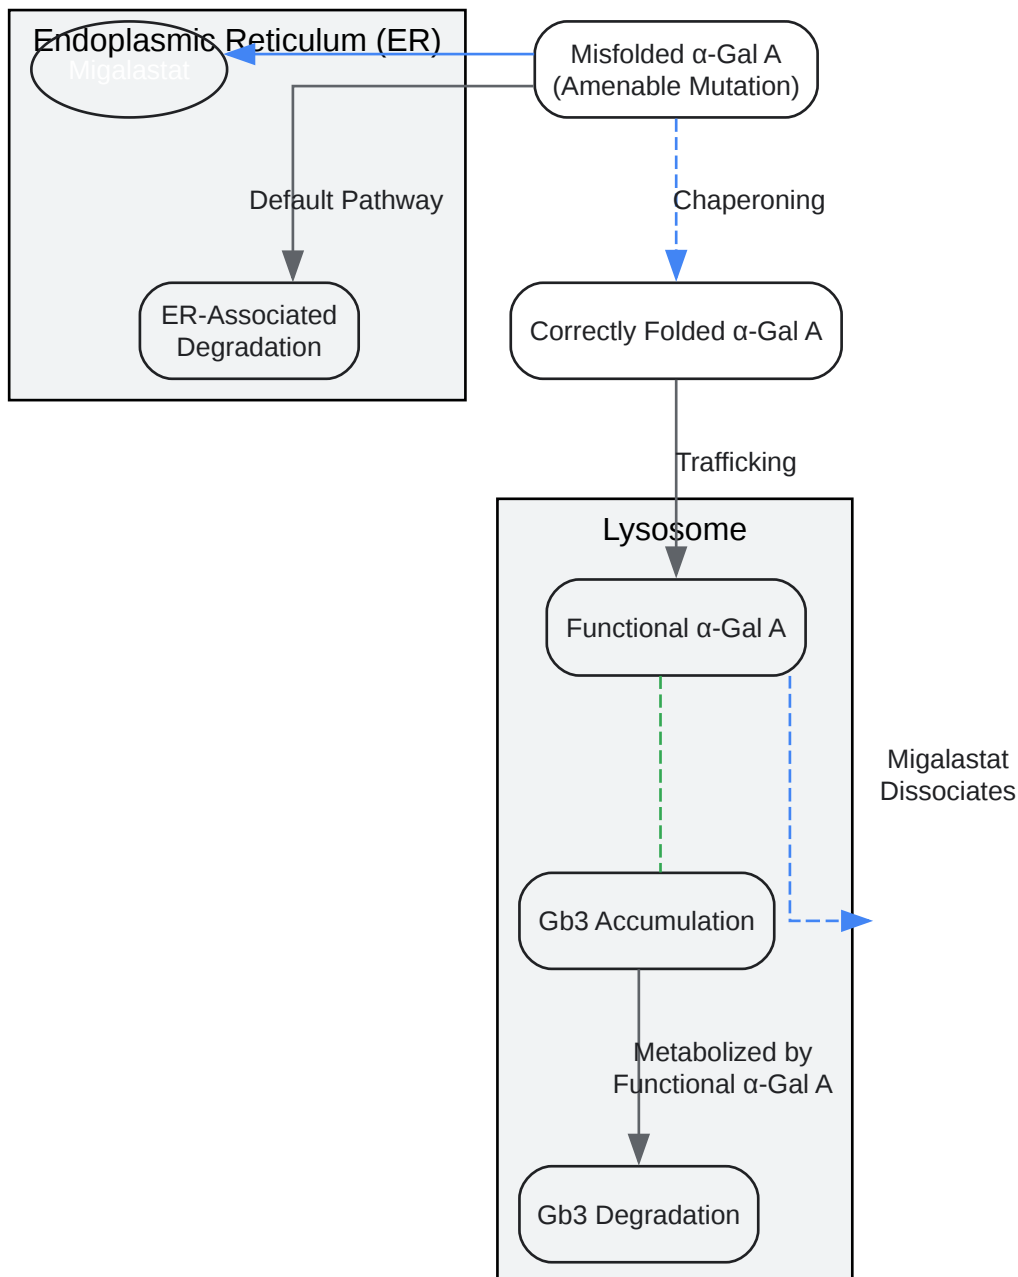 Endoplasmic Reticulum (ER)
Migalastat
Misfolded α-Gal A
(Amenable Mutation)
Default Pathway
Chaperoning
ER-Associated
Degradation
Correctly Folded α-Gal A
Trafficking
Lysosome
Functional α-Gal A
Migalastat
Dissociates
Gb3 Accumulation
Metabolized by
Functional α-Gal A
Gb3 Degradation